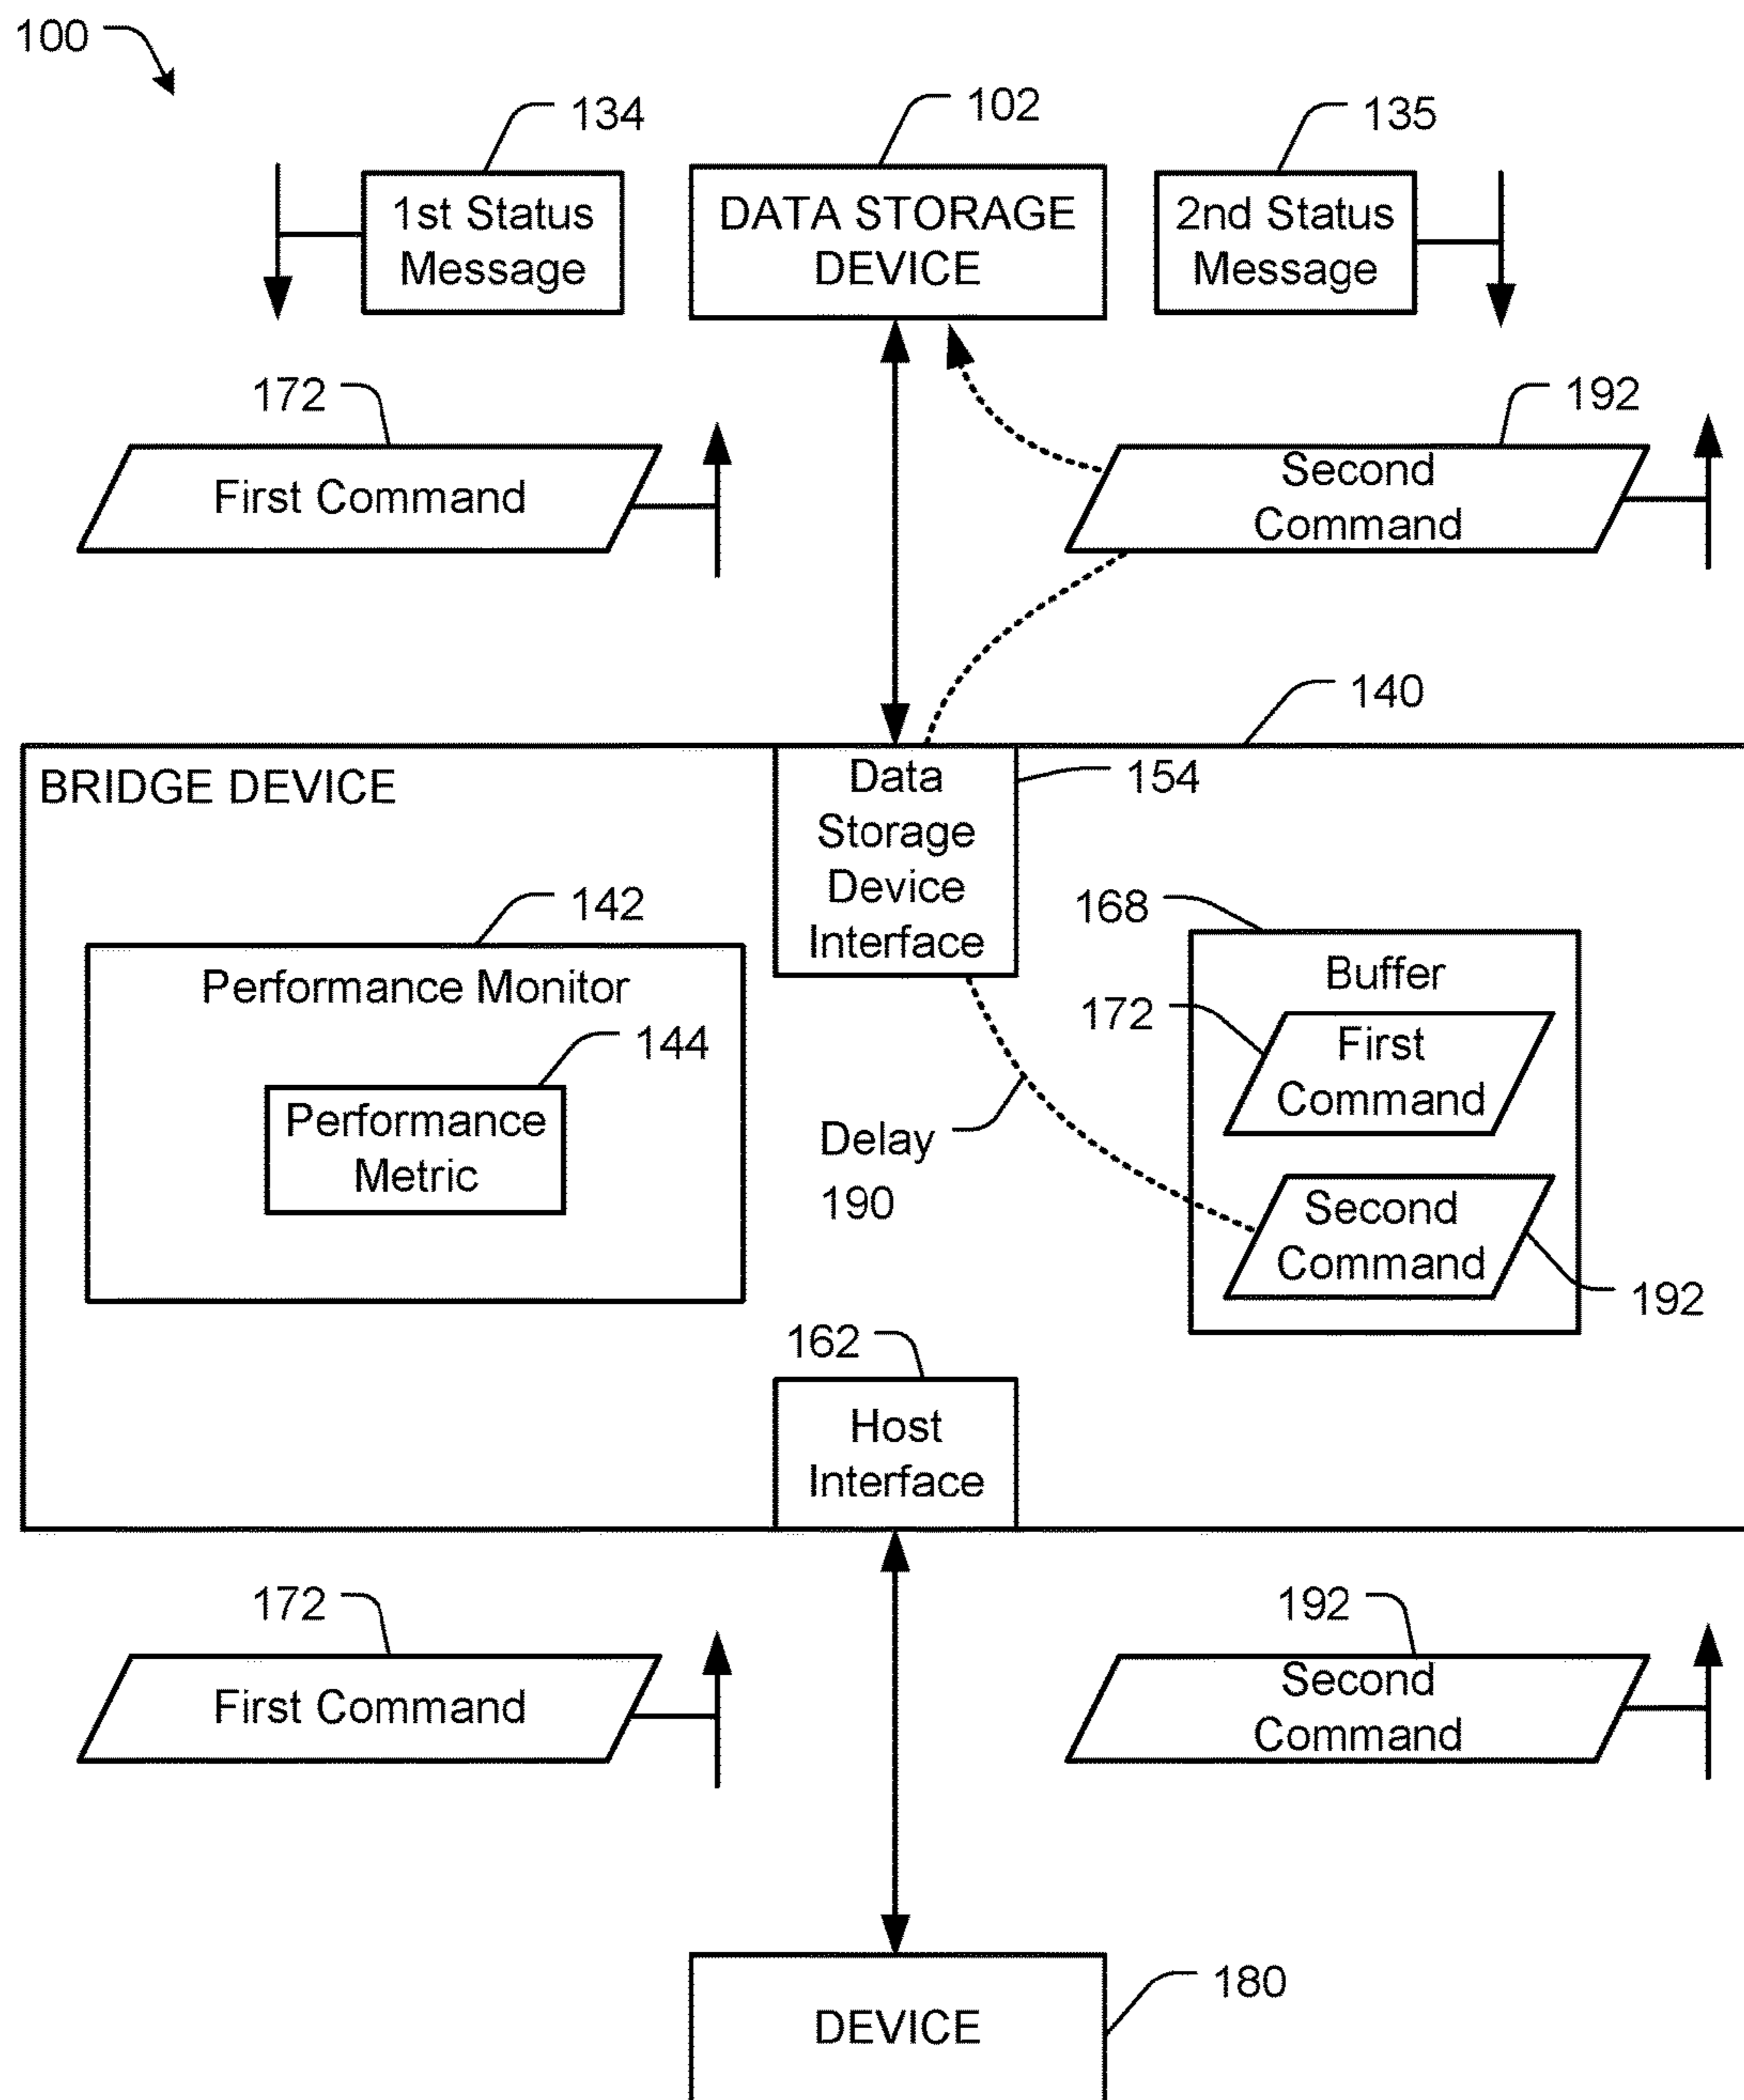 100
134
102
135
1st Status
Message
DATA STORAGE
DEVICE
2nd Status
Message
172
192
First Command
Second
Command
140
BRIDGE DEVICE
Data
Storage
Device
Interface
154
142
Performance Monitor
144
Performance
Metric
168
Buffer
172
First
Command
Delay
190
Second
Command
192
162
Host
Interface
172
192
First Command
Second
Command
180
DEVICE